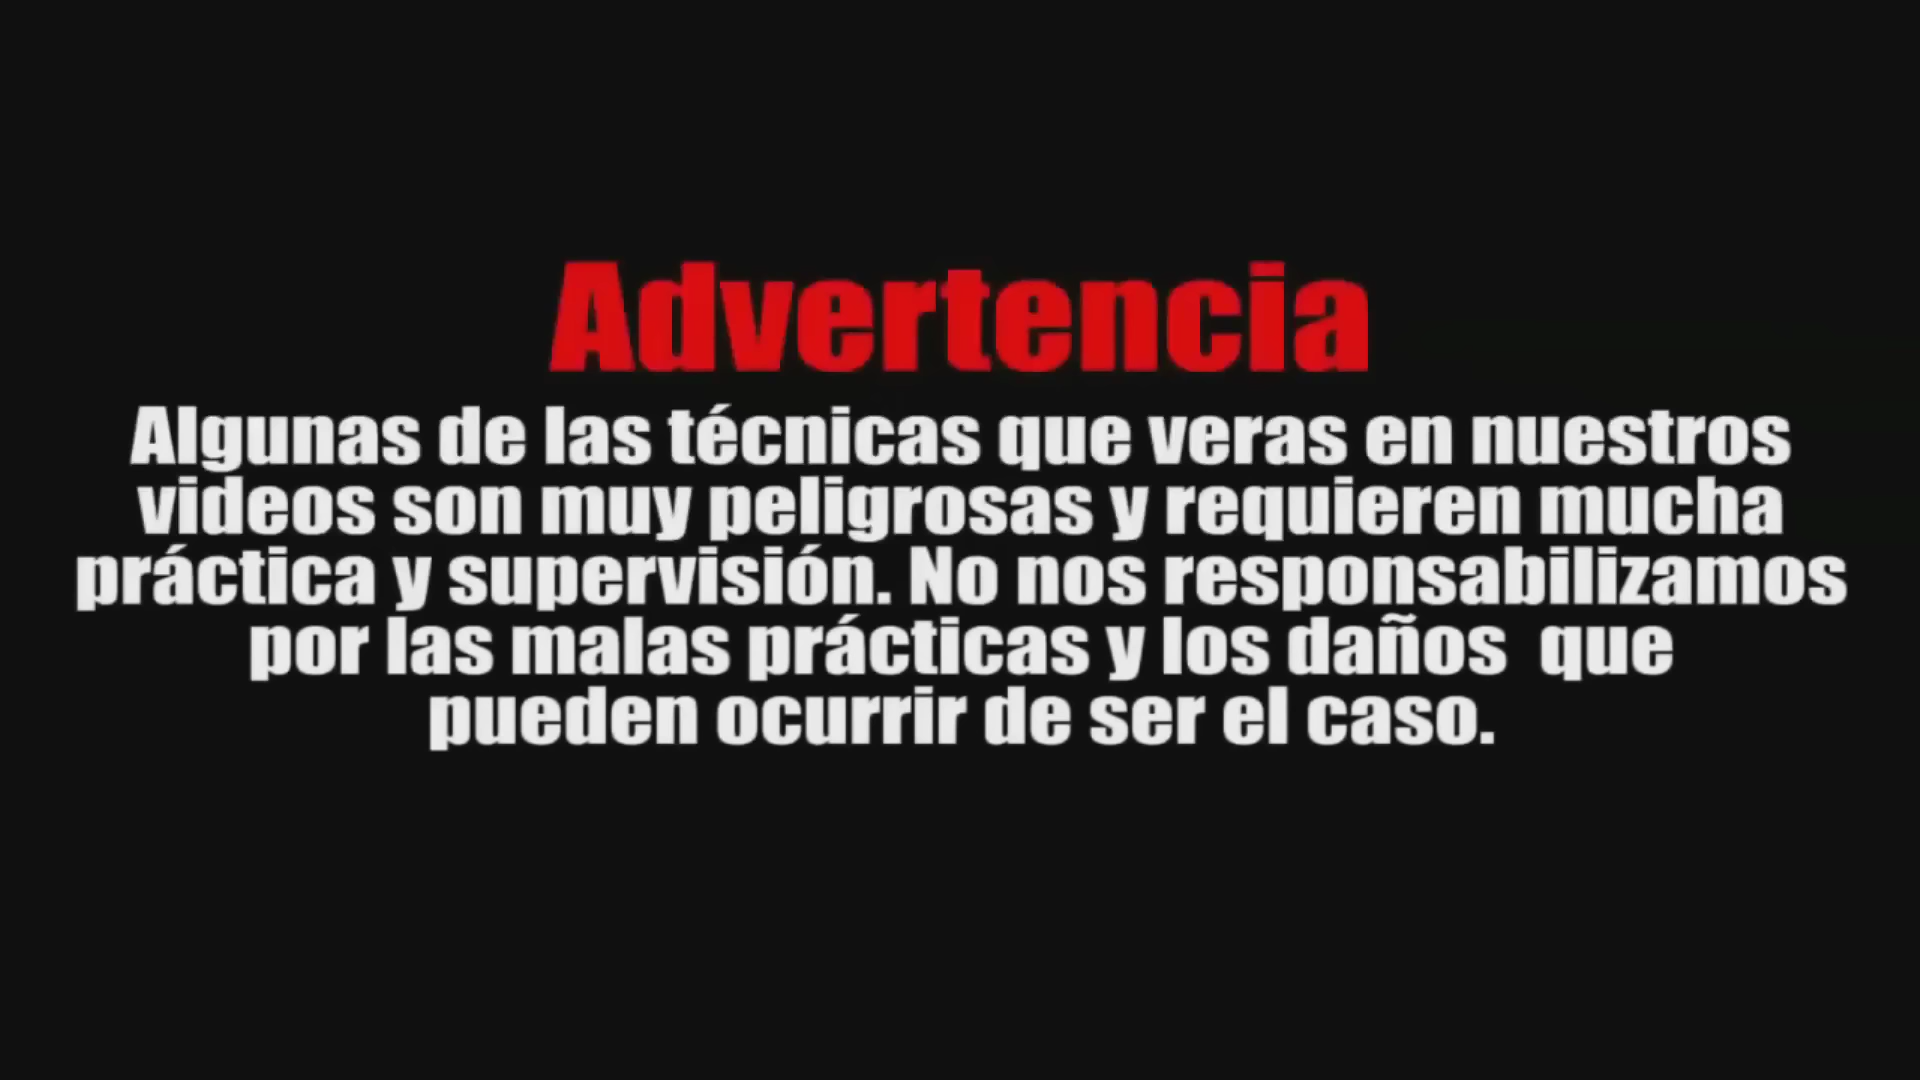 Advertencia
Algunas de las técnicas que veras en nuestros
videos son muy peligrosas y requieren mucha
práctica y supervisión. No nos responsabilizamos
por las malas prácticas y los daños  que
pueden ocurrir de ser el caso.